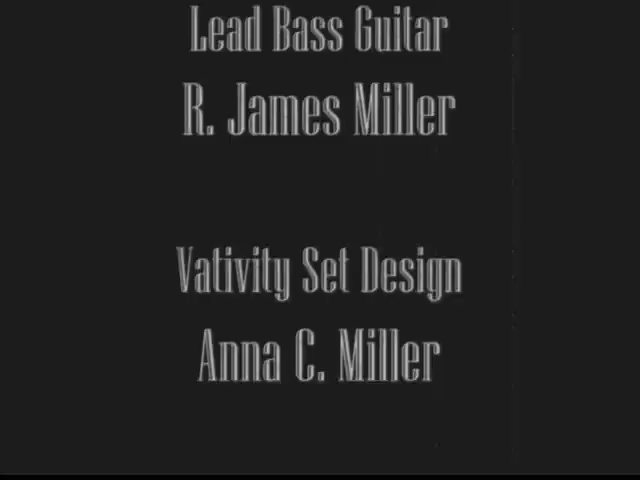 Lead Bass Guitar
R. James Miller
Vativity Set Design
Anna C. Miller